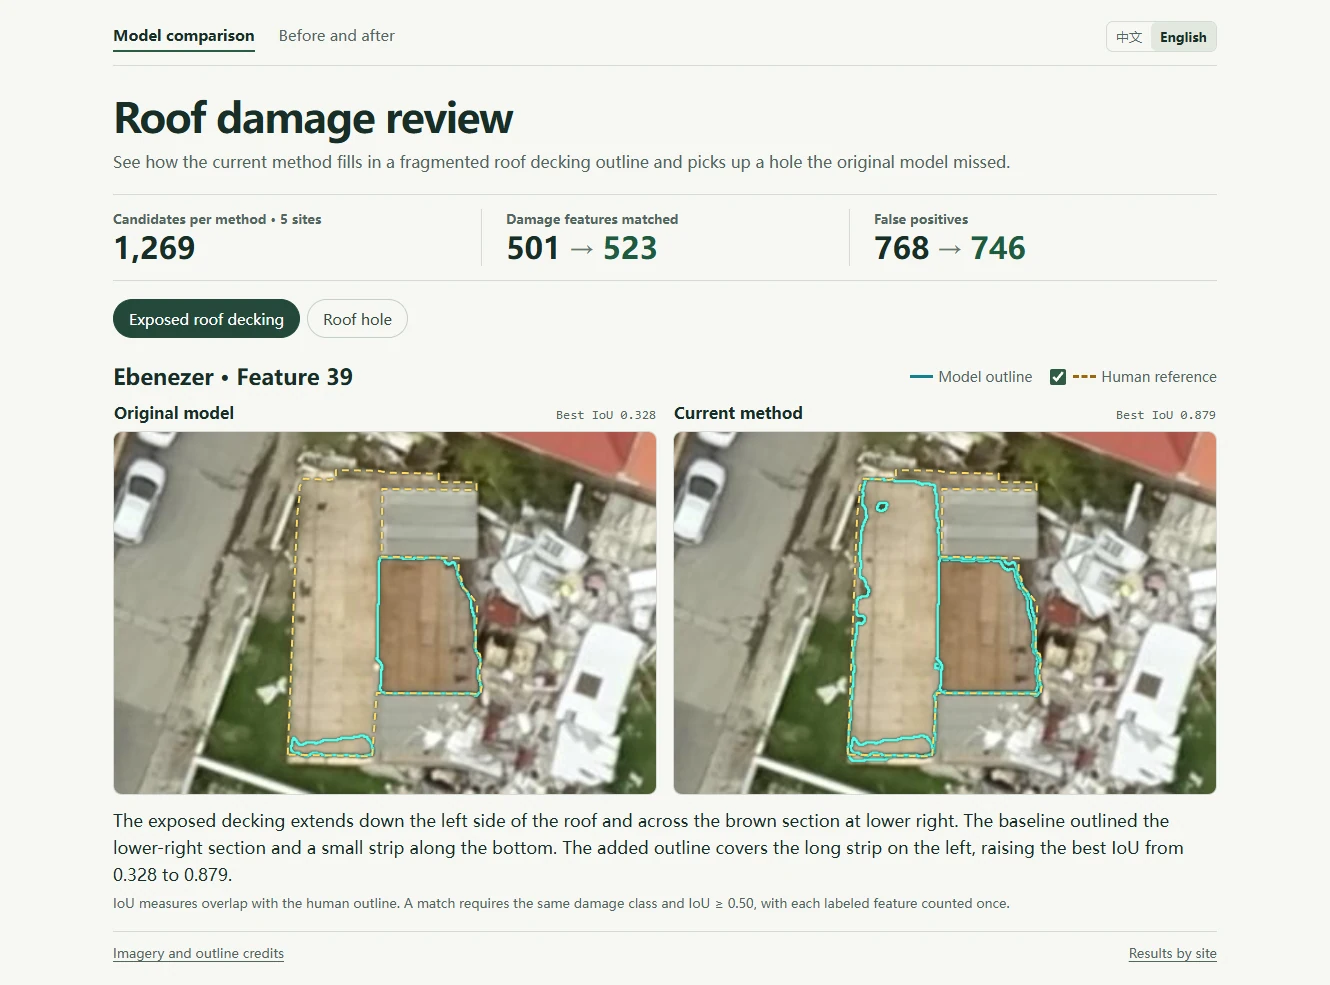 Model comparison
Before and after
中文
English
Roof damage review
See how the current method fills in a fragmented roof decking outline and picks up a hole the original model missed.
Candidates per method • 5 sites
1,269
Damage features matched
501 → 523
False positives
768 → 746
Exposed roof decking
Roof hole
Ebenezer • Feature 39
Model outline
Human reference
Original model
Best IoU 0.328
Current method
Best IoU 0.879
The exposed decking extends down the left side of the roof and across the brown section at lower right. The baseline outlined the
lower-right section and a small strip along the bottom. The added outline covers the long strip on the left, raising the best IoU from
0.328 to 0.879.
IoU measures overlap with the human outline. A match requires the same damage class and IoU ≥ 0.50, with each labeled feature counted once.
Imagery and outline credits
Results by site